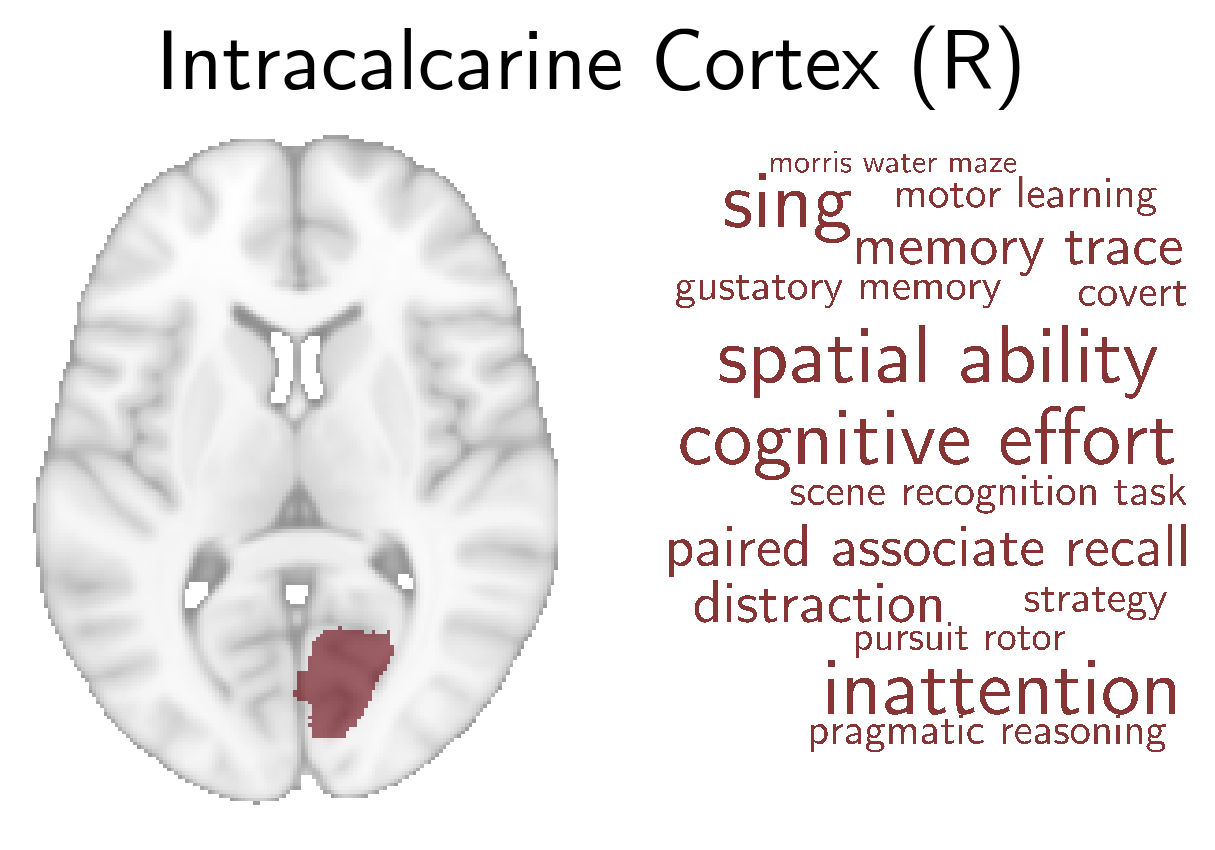 Intracalcarine Cortex (R)
morris water maze
sing motor learning
memory trace
gustatory memory covert
spatial ability
cognitive effort
scene recognition task
paired associate recall
distraction strategy
pursuit rotor
inattention
pragmatic reasoning